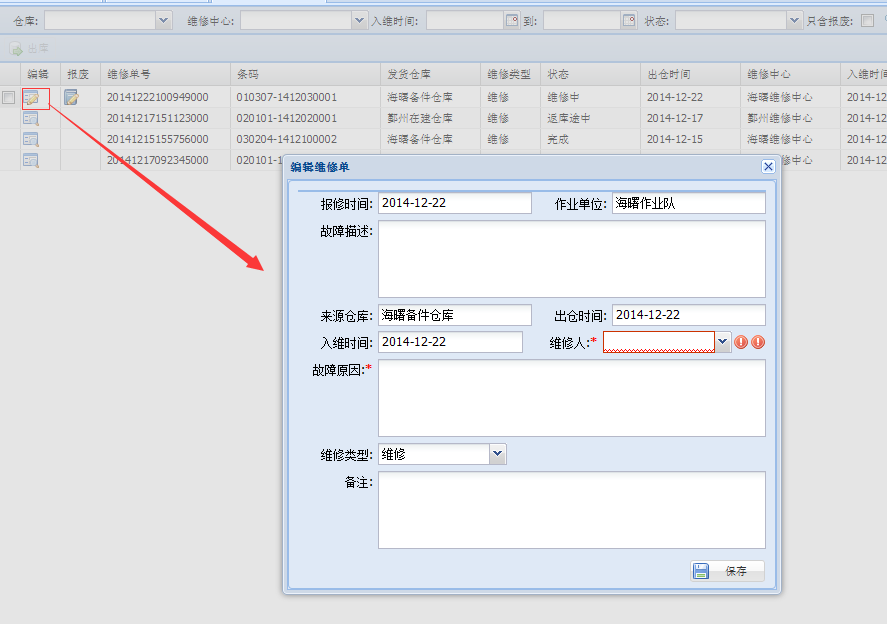 仓库: 维修中心: 入维时间: 到: 状态: 只含报废:
出库
编辑 报废 维修单号 条码 发货仓库 维修类型 状态 出仓时间 维修中心 入维时间
20141222100949000 010307-1412030001 海曙备件仓库 维修 维修中 2014-12-22 海曙维修中心 2014-12
20141217151123000 020101-1412020001 鄞州在建仓库 维修 返库途中 2014-12-17 鄞州维修中心 2014-12
20141215155756000 030204-1412100002 海曙备件仓库 维修 完成 2014-12-15 海曙维修中心 2014-12
20141217092345000 020101-1 修中心 2014-12
编辑维修单
报修时间: 2014-12-22 作业单位: 海曙作业队
故障描述:
来源仓库: 海曙备件仓库 出仓时间: 2014-12-22
入维时间: 2014-12-22 维修人:*
故障原因:*
维修类型: 维修
备注:
保存